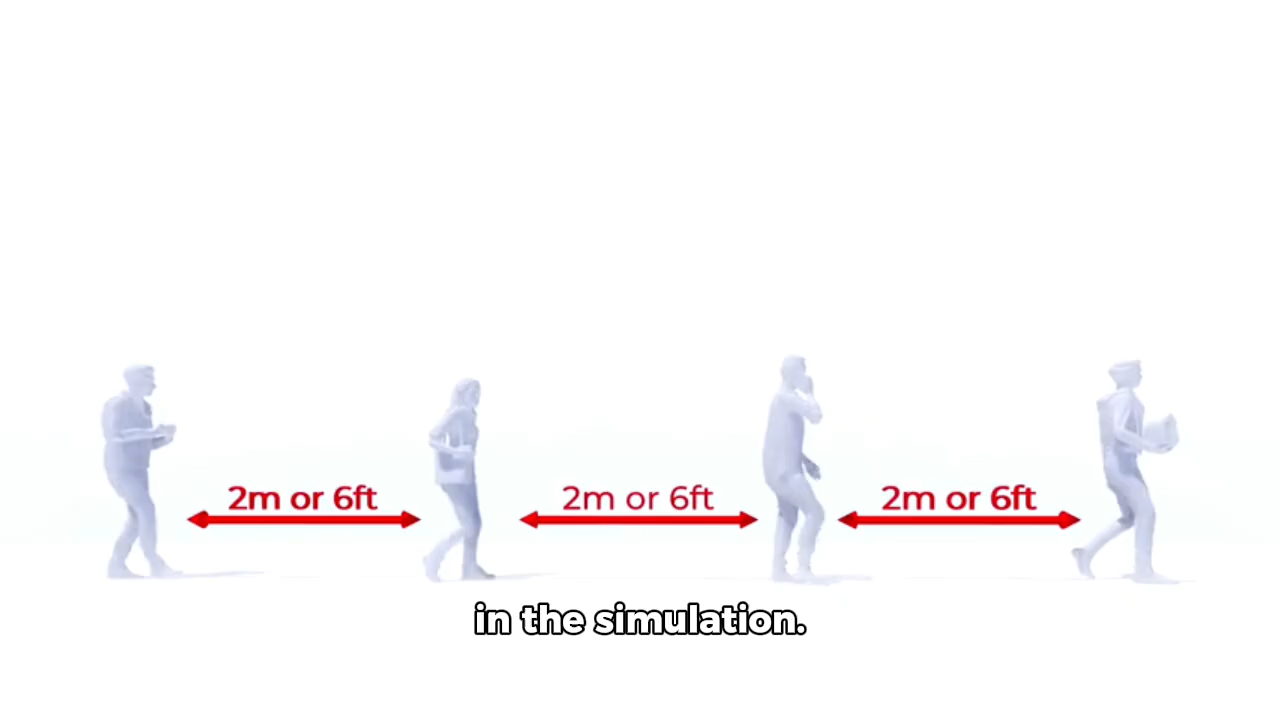 2m or 6ft
2m or 6ft
2m or 6ft
in the simulation.